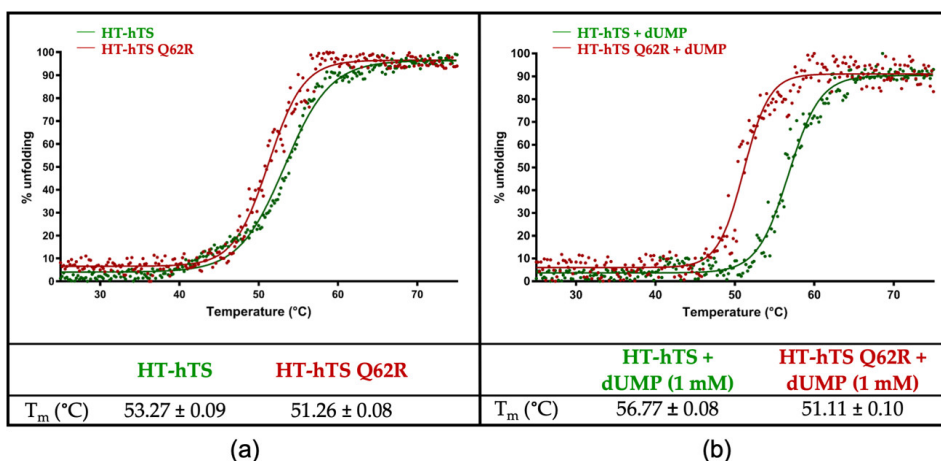 HT-hTS
HT-hTS Q62R
% unfolding
100
90
80
70
60
50
40
30
20
10
0
30 40 50 60 70
Temperature (°C)
HT-hTS + dUMP
HT-hTS Q62R + dUMP
% unfolding
100
90
80
70
60
50
40
30
20
10
0
30 40 50 60 70
Temperature (°C)
HT-hTS HT-hTS Q62R
HT-hTS + dUMP (1 mM)
HT-hTS Q62R + dUMP (1 mM)
Tm (°C) 53.27 ± 0.09 51.26 ± 0.08
Tm (°C) 56.77 ± 0.08 51.11 ± 0.10
(a) (b)